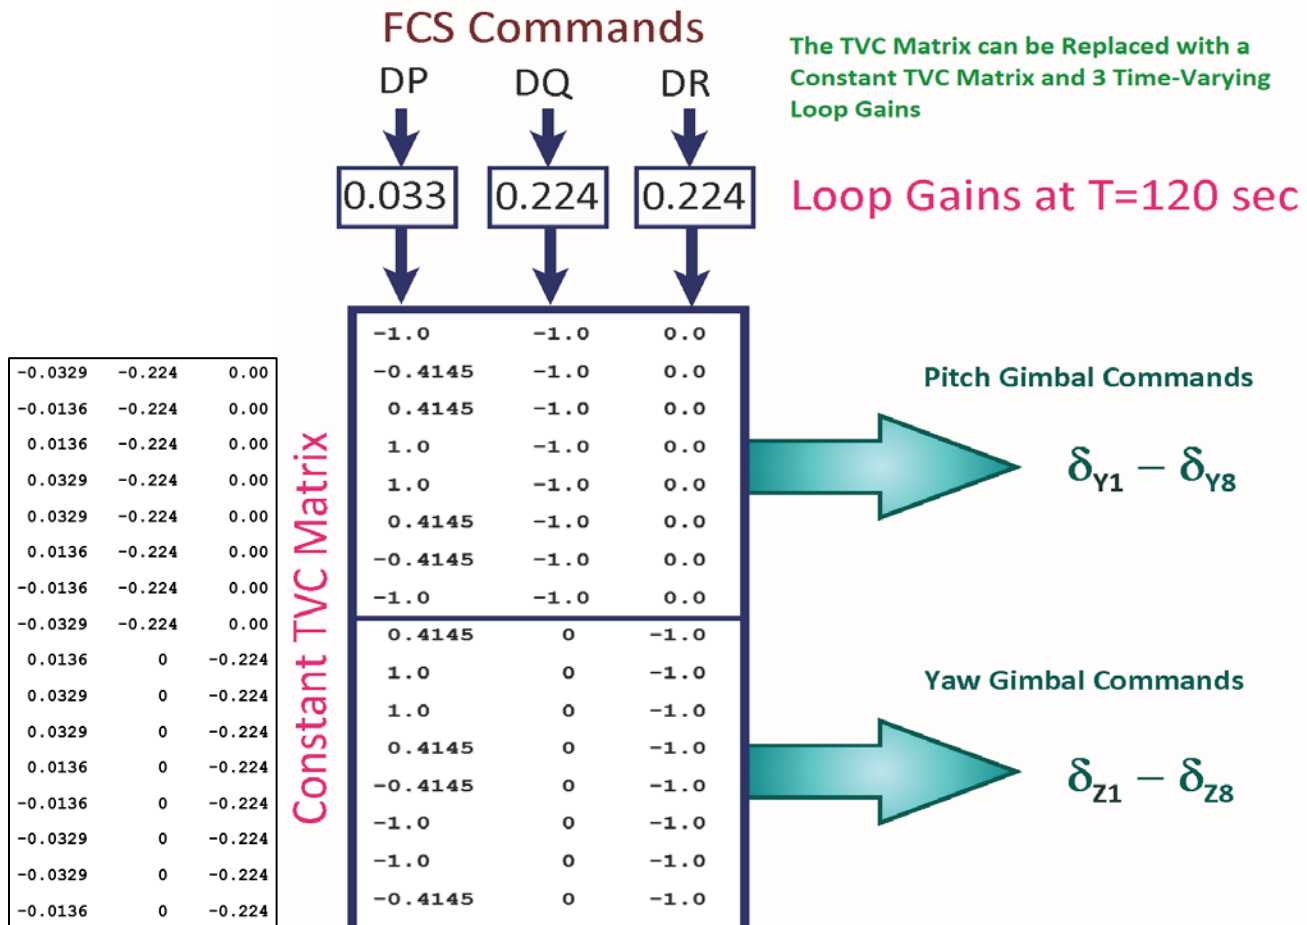 FCS Commands
The TVC Matrix can be Replaced with a
Constant TVC Matrix and 3 Time-Varying
Loop Gains
DP DQ DR
0.033 0.224 0.224
Loop Gains at T=120 sec
-0.0329 -0.224 0.00
-0.0136 -0.224 0.00
0.0136 -0.224 0.00
0.0329 -0.224 0.00
0.0329 -0.224 0.00
0.0136 -0.224 0.00
-0.0136 -0.224 0.00
-0.0329 -0.224 0.00
0.0136 0 -0.224
0.0329 0 -0.224
0.0329 0 -0.224
0.0136 0 -0.224
-0.0136 0 -0.224
-0.0329 0 -0.224
-0.0329 0 -0.224
-0.0136 0 -0.224
Constant TVC Matrix
-1.0 -1.0 0.0
-0.4145 -1.0 0.0
0.4145 -1.0 0.0
1.0 -1.0 0.0
1.0 -1.0 0.0
0.4145 -1.0 0.0
-0.4145 -1.0 0.0
-1.0 -1.0 0.0
0.4145 0 -1.0
1.0 0 -1.0
1.0 0 -1.0
0.4145 0 -1.0
-0.4145 0 -1.0
-1.0 0 -1.0
-1.0 0 -1.0
-0.4145 0 -1.0
Pitch Gimbal Commands
δY1 – δY8
Yaw Gimbal Commands
δZ1 – δZ8